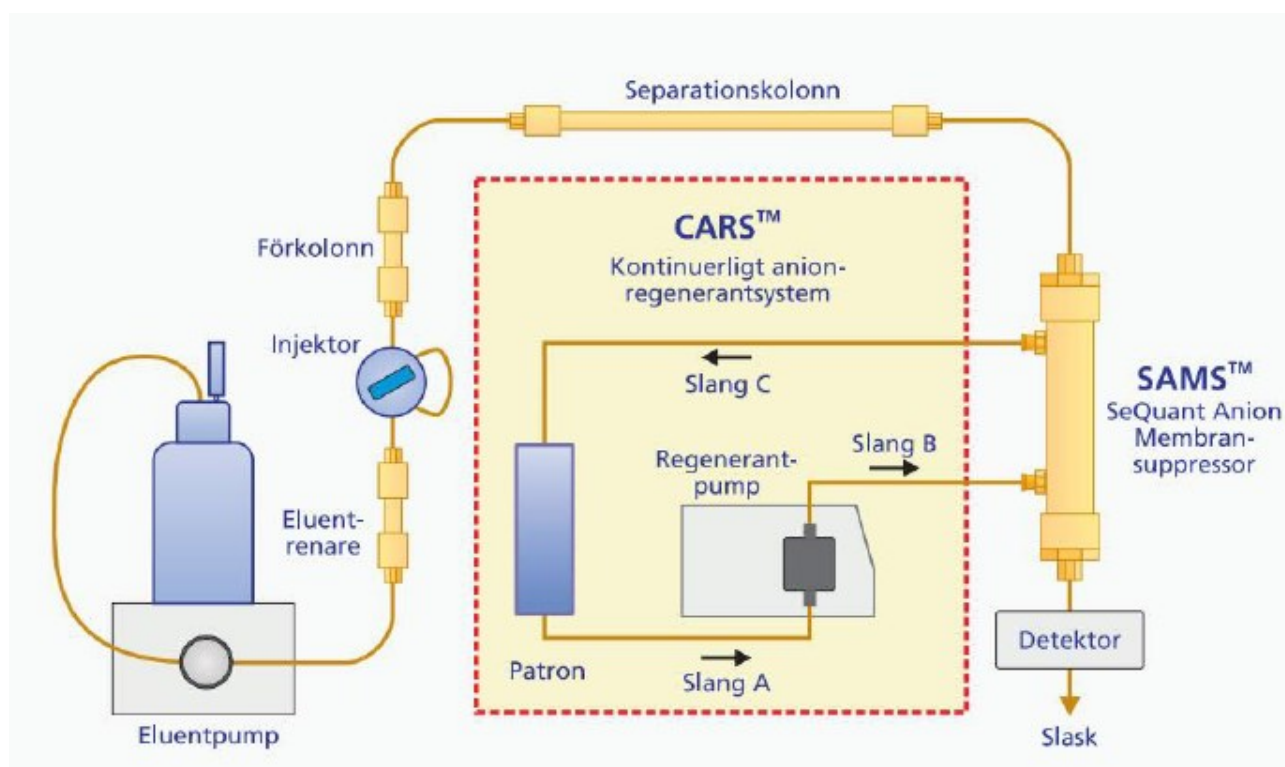 Separationskolonn
Förkolonn
Injektor
Eluent-
renare
Eluentpump
CARS™
Kontinuerligt anion-
regenerantsystem
Slang C
Slang B
Regenerant-
pump
Patron
Slang A
SAMS™
SeQuant Anion
Membran-
suppressor
Detektor
Slask